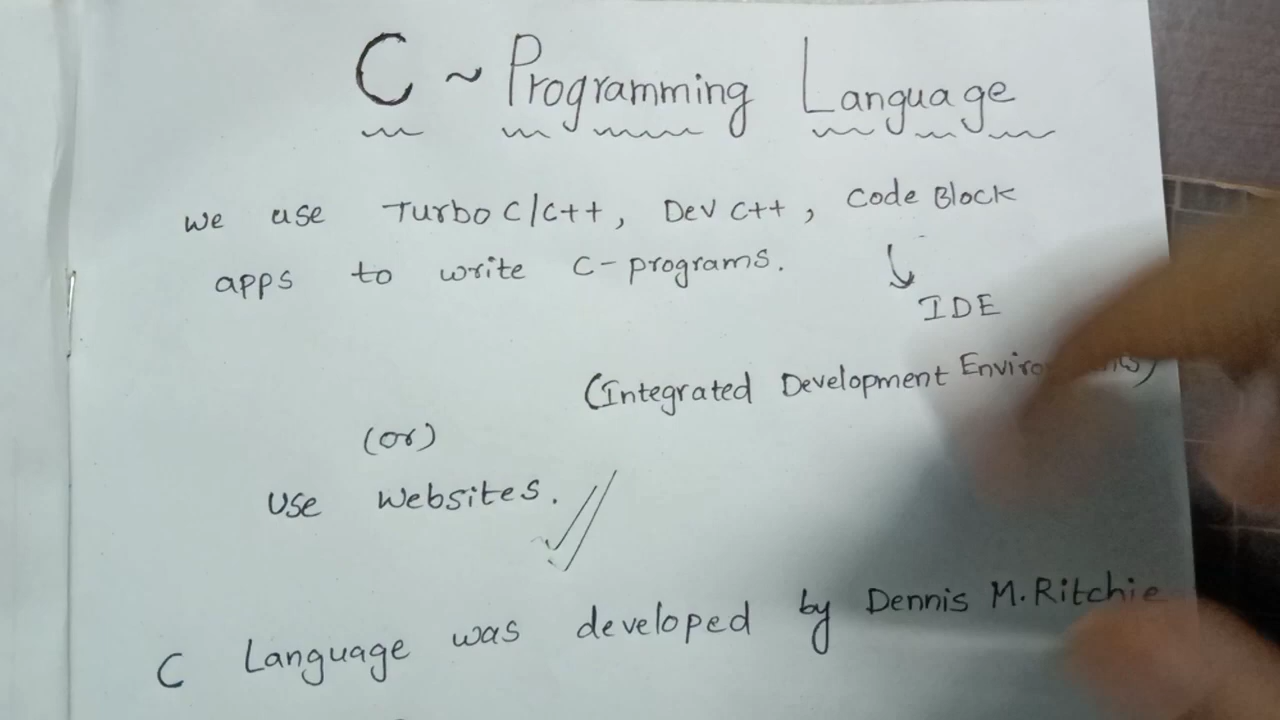 C ~ Programming Language
We use Turbo C/C++, Dev C++, Code Block
apps to write C-programs.
IDE
(Integrated Development
(or)
Use Websites.
C Language was developed by Dennis M. Ritchie